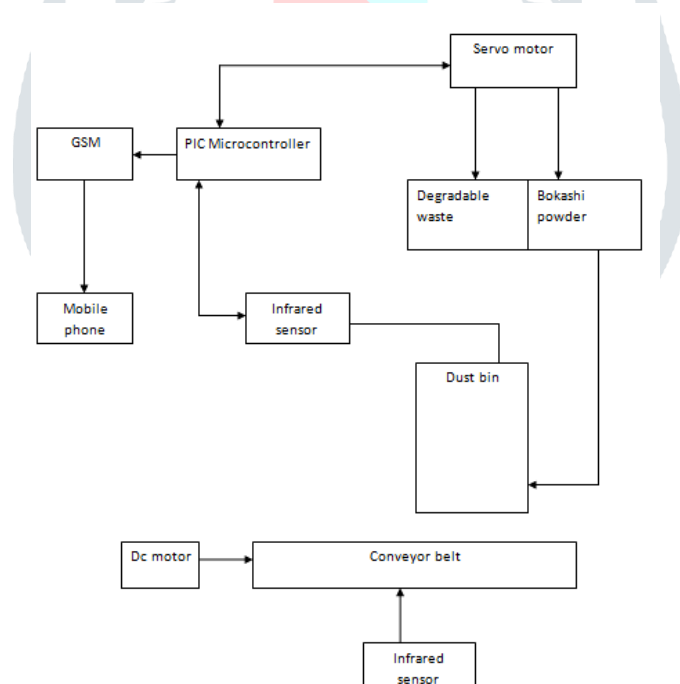 Servo motor
GSM
PIC Microcontroller
Degradable
waste
Bokashi
powder
Mobile
phone
Infrared
sensor
Dust bin
Dc motor
Conveyor belt
Infrared
sensor